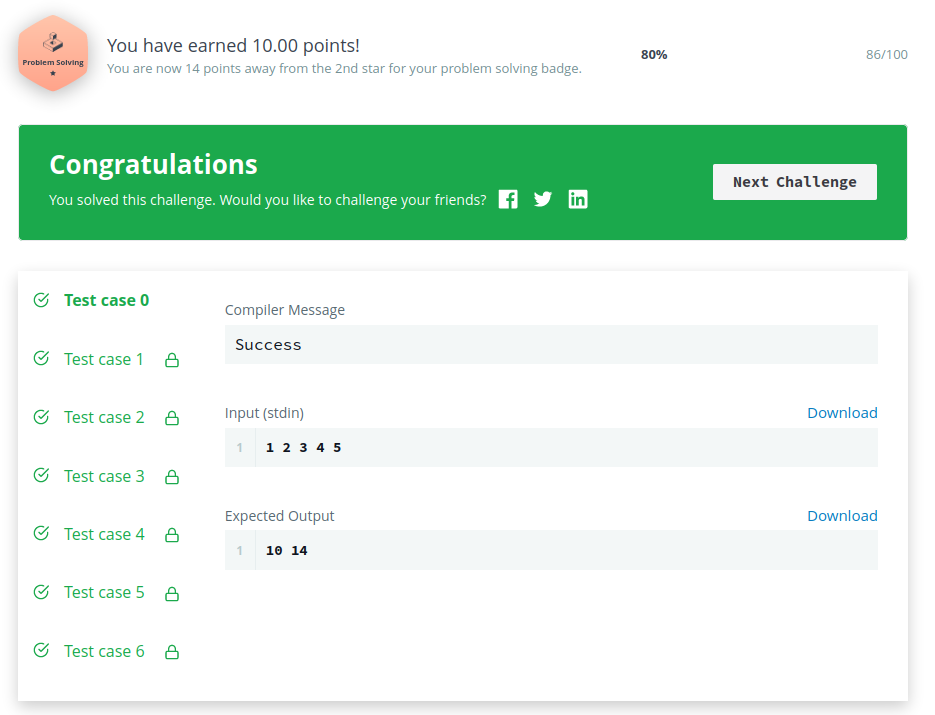 Problem Solving
You have earned 10.00 points!
You are now 14 points away from the 2nd star for your problem solving badge.
80%
86/100
Congratulations
You solved this challenge. Would you like to challenge your friends?
Next Challenge
Test case 0
Test case 1
Test case 2
Test case 3
Test case 4
Test case 5
Test case 6
Compiler Message
Success
Input (stdin)
Download
1 1 2 3 4 5
Expected Output
Download
1 10 14